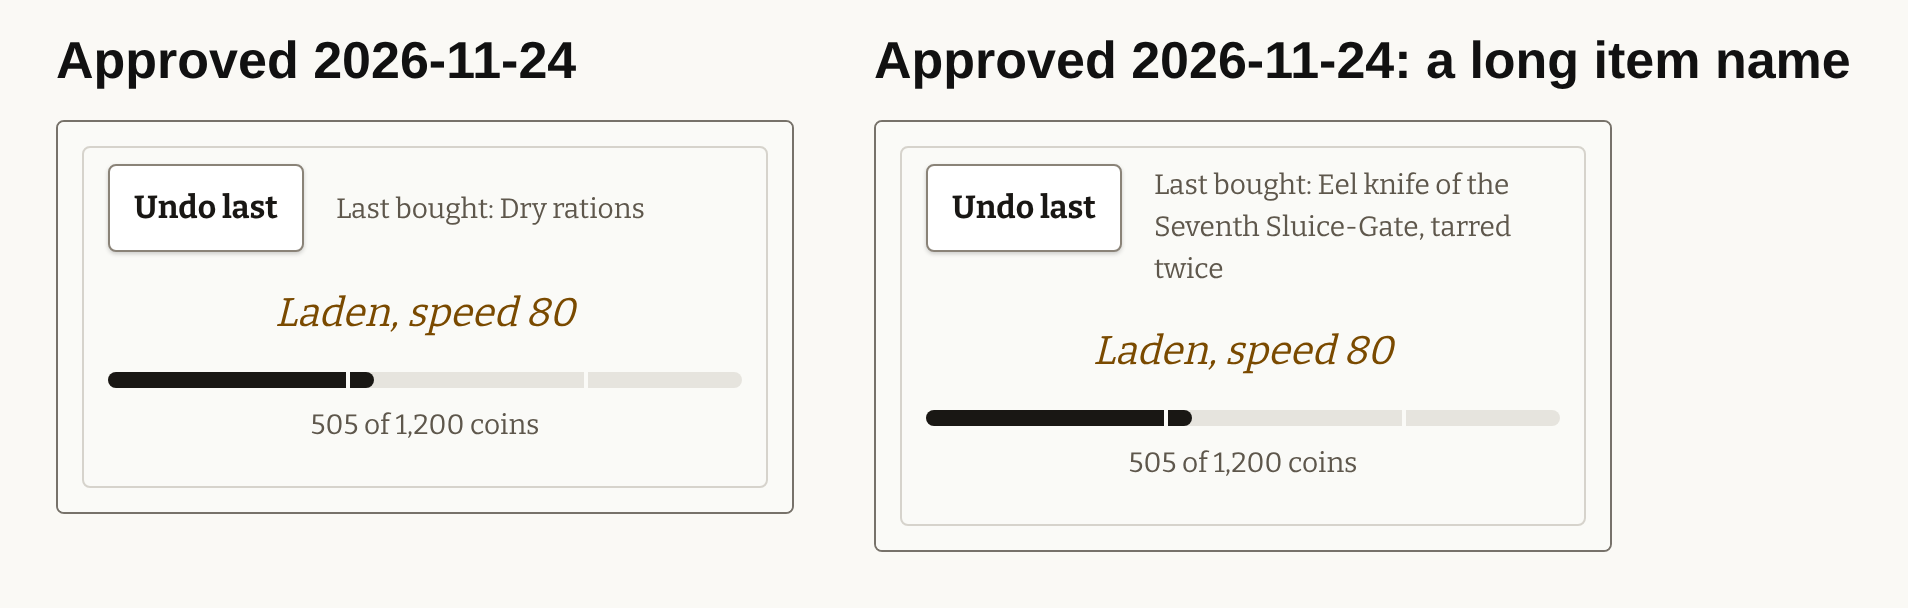 Approved 2026-11-24
Undo last
Last bought: Dry rations
Laden, speed 80
505 of 1,200 coins
Approved 2026-11-24: a long item name
Undo last
Last bought: Eel knife of the
Seventh Sluice-Gate, tarred
twice
Laden, speed 80
505 of 1,200 coins